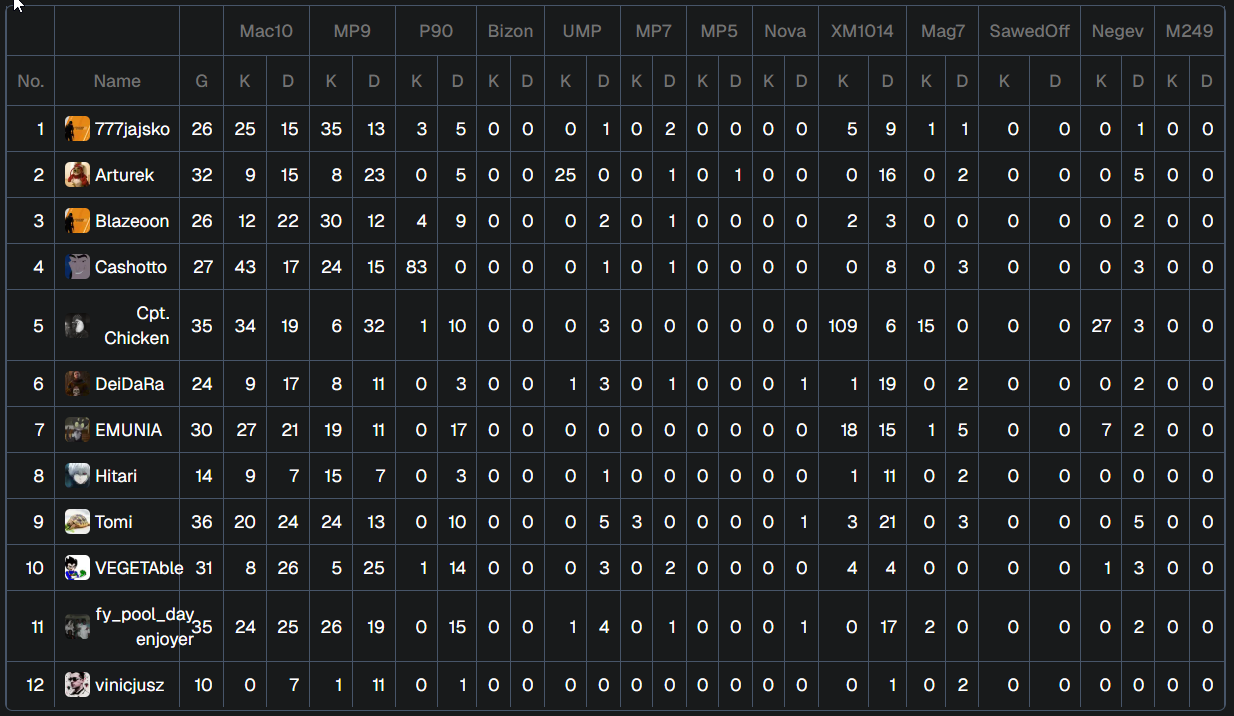 Mac10 MP9 P90 Bizon UMP MP7 MP5 Nova XM1014 Mag7 SawedOff Negev M249
No. Name G K D K D K D K D K D K D K D K D K D K D K D K D K D
1 777jajsko 26 25 15 35 13 3 5 0 0 0 1 0 2 0 0 0 0 5 9 1 1 0 0 0 1 0 0
2 Arturek 32 9 15 8 23 0 5 0 0 25 0 0 1 0 1 0 0 0 16 0 2 0 0 0 5 0 0
3 Blazeoon 26 12 22 30 12 4 9 0 0 0 2 0 1 0 0 0 0 2 3 0 0 0 0 0 2 0 0
4 Cashotto 27 43 17 24 15 83 0 0 0 0 1 0 1 0 0 0 0 0 8 0 3 0 0 0 3 0 0
5 Cpt.
Chicken 35 34 19 6 32 1 10 0 0 0 3 0 0 0 0 0 0 109 6 15 0 0 0 27 3 0 0
6 DeiDaRa 24 9 17 8 11 0 3 0 0 1 3 0 1 0 0 0 1 1 19 0 2 0 0 0 2 0 0
7 EMUNIA 30 27 21 19 11 0 17 0 0 0 0 0 0 0 0 0 0 18 15 1 5 0 0 7 2 0 0
8 Hitari 14 9 7 15 7 0 3 0 0 0 1 0 0 0 0 0 0 1 11 0 2 0 0 0 0 0 0
9 Tomi 36 20 24 24 13 0 10 0 0 0 5 3 0 0 0 0 1 3 21 0 3 0 0 0 5 0 0
10 VEGETAble 31 8 26 5 25 1 14 0 0 0 3 0 2 0 0 0 0 4 4 0 0 0 0 1 3 0 0
11 fy_pool_day
enjoyer 35 24 25 26 19 0 15 0 0 1 4 0 1 0 0 0 1 0 17 2 0 0 0 0 2 0 0
12 vinicjusz 10 0 7 1 11 0 1 0 0 0 0 0 0 0 0 0 0 0 1 0 2 0 0 0 0 0 0